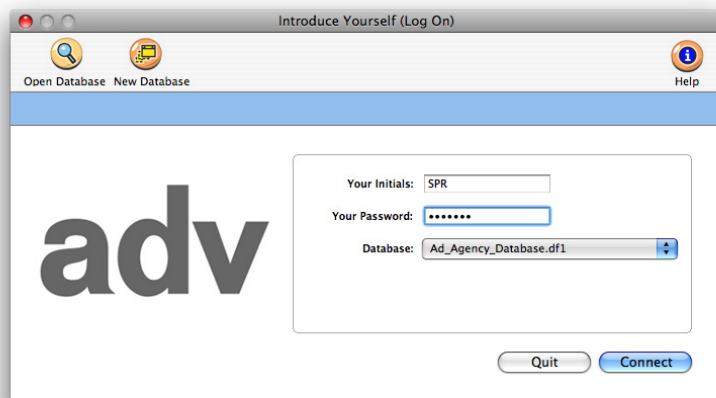 Introduce Yourself (Log On)
Open Database New Database Help
adv
Your Initials: SPR
Your Password: •••••••
Database: Ad_Agency_Database.df1
Quit Connect